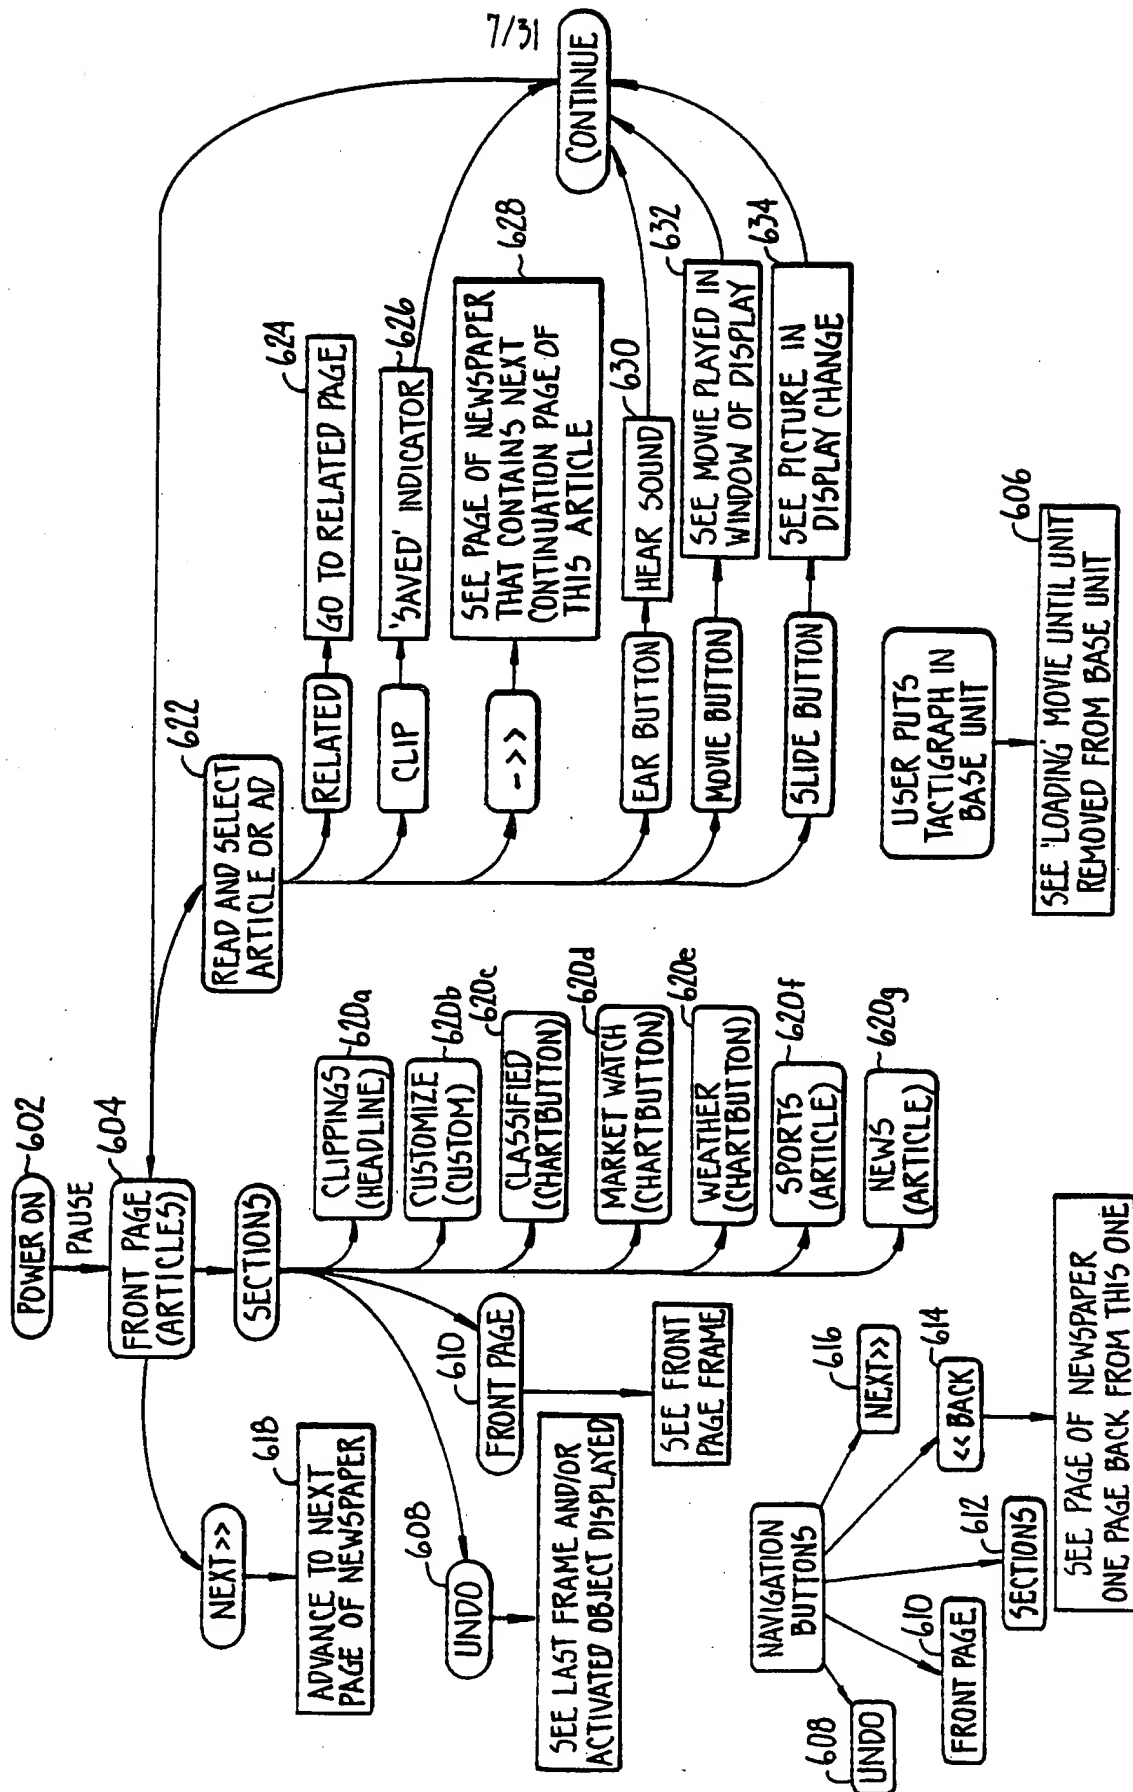 7/31
POWER ON
602
PAUSE
FRONT PAGE
(ARTICLES)
604
NEXT >>
ADVANCE TO NEXT
PAGE OF NEWSPAPER
618
SECTIONS
UNDO
608
SEE LAST FRAME AND/OR
ACTIVATED OBJECT DISPLAYED
FRONT PAGE
610
SEE FRONT
PAGE FRAME
CLIPPINGS
(HEADLINE)
620a
CUSTOMIZE
(CUSTOM)
620b
CLASSIFIED
(CHARTBUTTON)
620c
MARKET WATCH
(CHARTBUTTON)
620d
WEATHER
(CHARTBUTTON)
620e
SPORTS
(ARTICLE)
620f
NEWS
(ARTICLE)
620g
READ AND SELECT
ARTICLE OR AD
622
RELATED
GO TO RELATED PAGE
624
CLIP
'SAVED' INDICATOR
626
->>
SEE PAGE OF NEWSPAPER
THAT CONTAINS NEXT
CONTINUATION PAGE OF
THIS ARTICLE
628
EAR BUTTON
HEAR SOUND
630
MOVIE BUTTON
SEE MOVIE PLAYED IN
WINDOW OF DISPLAY
632
SLIDE BUTTON
SEE PICTURE IN
DISPLAY CHANGE
634
CONTINUE
NAVIGATION
BUTTONS
UNDO
608
FRONT PAGE
610
SECTIONS
612
<< BACK
614
NEXT>>
616
SEE PAGE OF NEWSPAPER
ONE PAGE BACK FROM THIS ONE
USER PUTS
TACTIGRAPH IN
BASE UNIT
SEE 'LOADING' MOVIE UNTIL UNIT
REMOVED FROM BASE UNIT
606